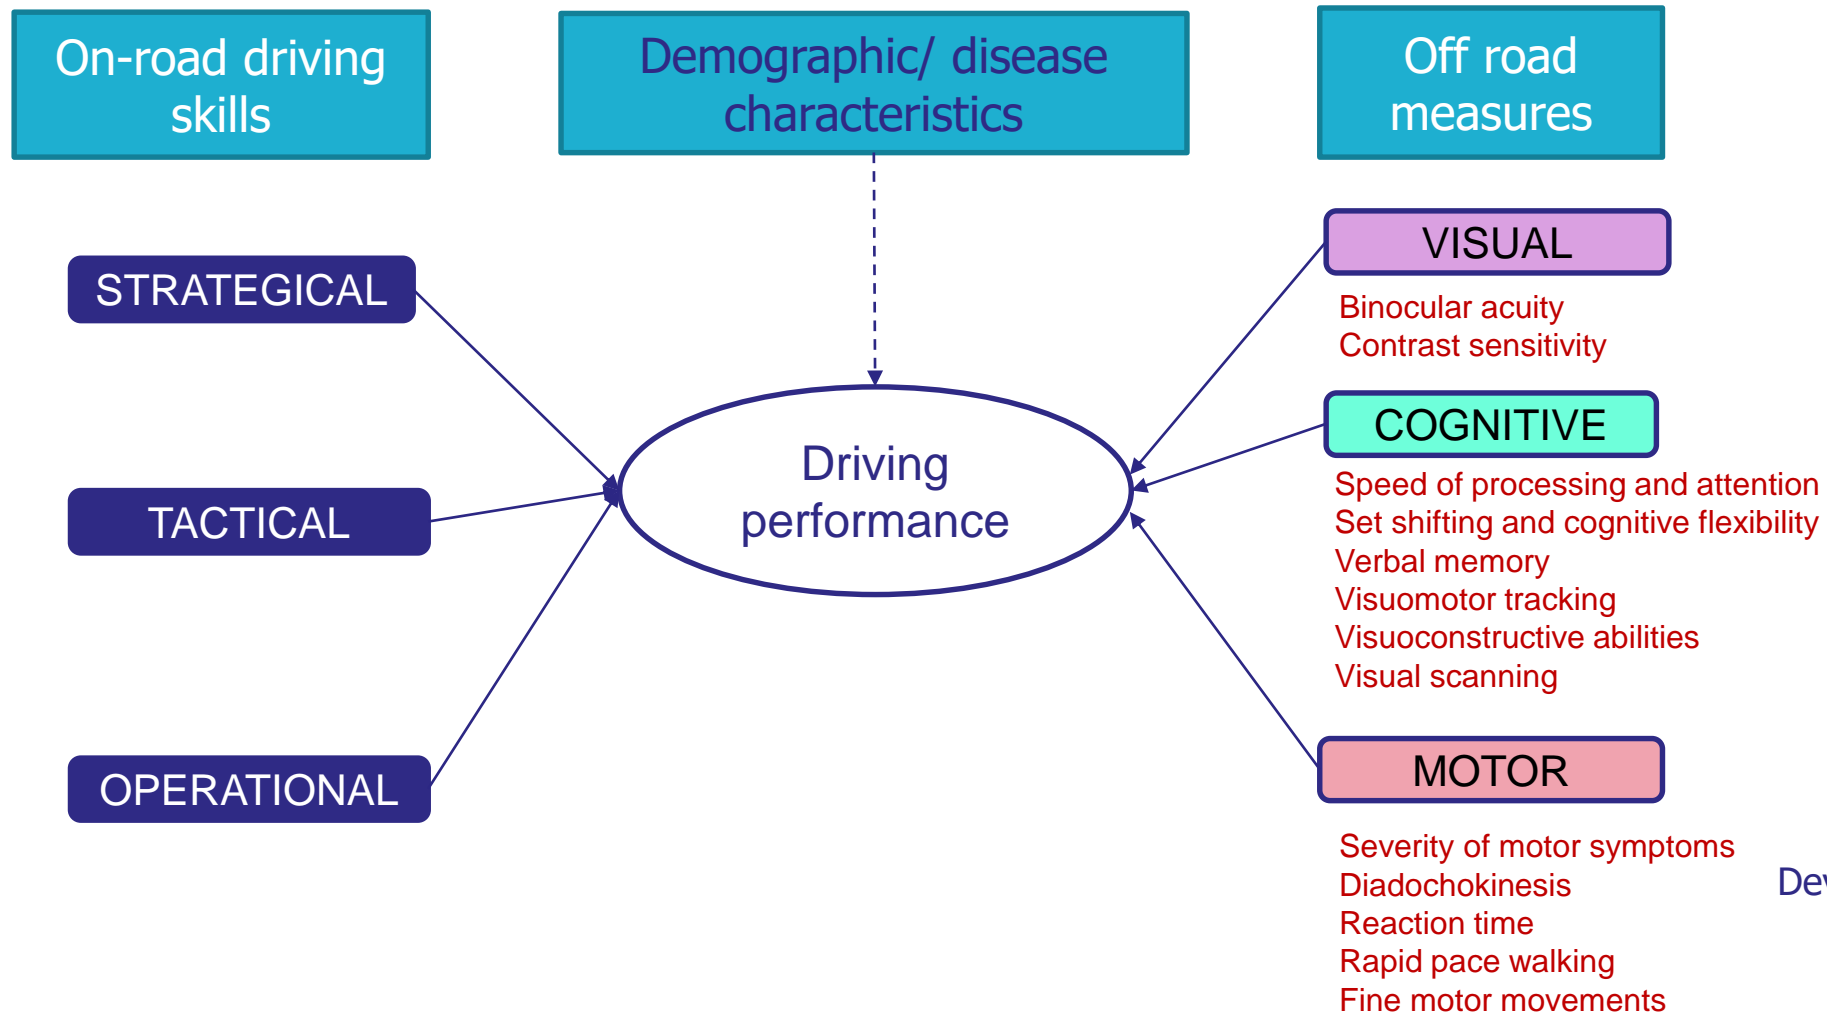 On-road driving
skills
Demographic/ disease
characteristics
Off road
measures
STRATEGICAL
TACTICAL
OPERATIONAL
Driving
performance
VISUAL
Binocular acuity
Contrast sensitivity
COGNITIVE
Speed of processing and attention
Set shifting and cognitive flexibility
Verbal memory
Visuomotor tracking
Visuoconstructive abilities
Visual scanning
MOTOR
Severity of motor symptoms
Diadochokinesis
Reaction time
Rapid pace walking
Fine motor movements